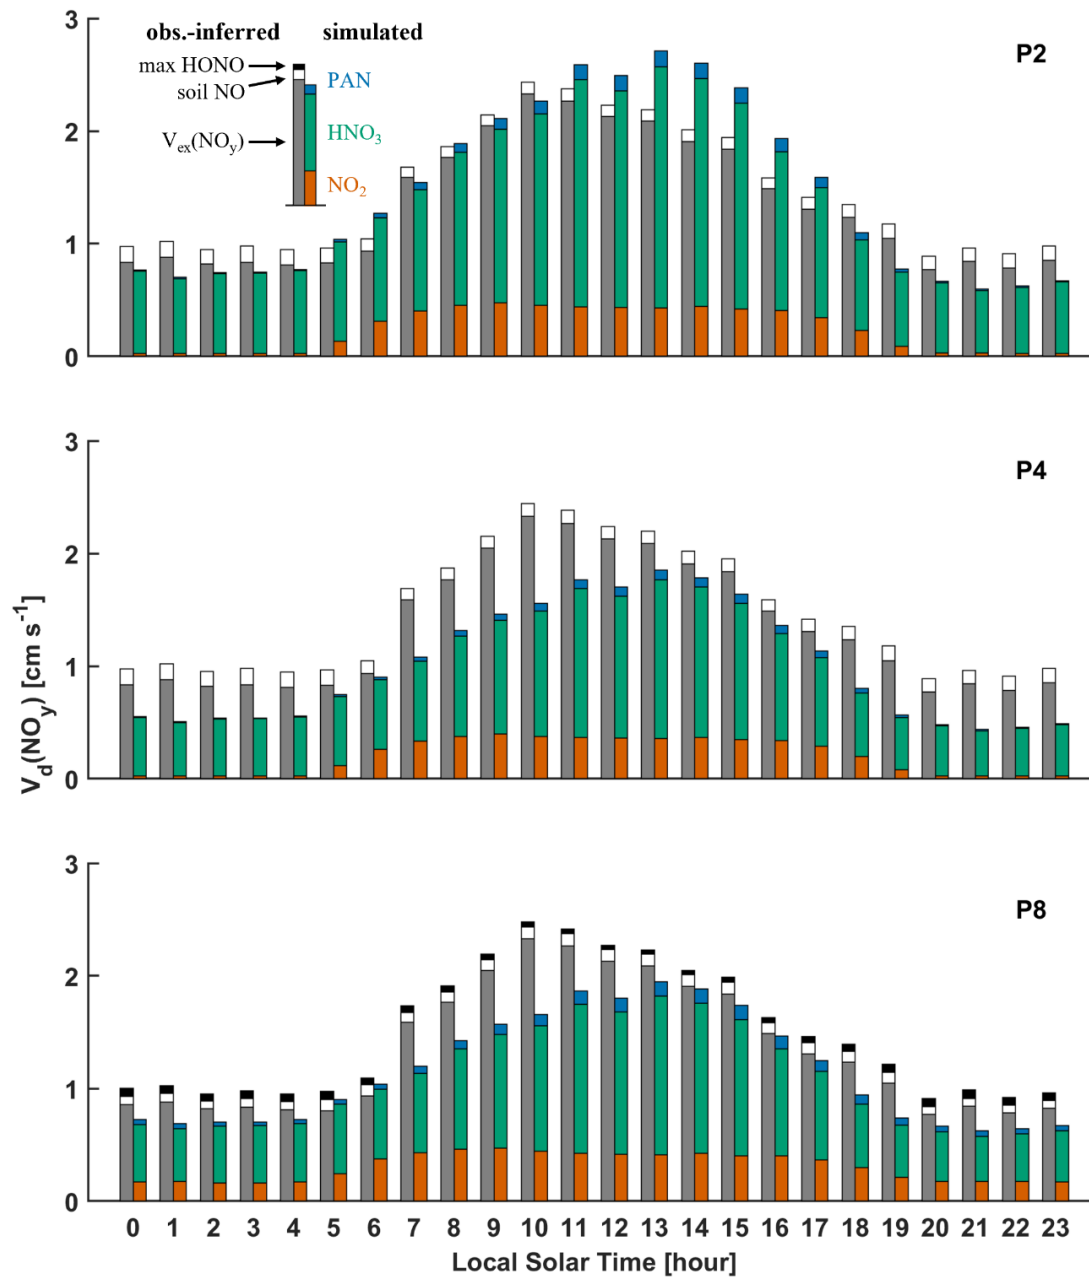 obs.-inferred simulated
max HONO
soil NO
PAN
HNO3
Vex(NOy)
NO2
P2
3
2
1
0
P4
3
2
1
0
Vd(NOy) [cm s-1]
P8
3
2
1
0
0 1 2 3 4 5 6 7 8 9 10 11 12 13 14 15 16 17 18 19 20 21 22 23
Local Solar Time [hour]